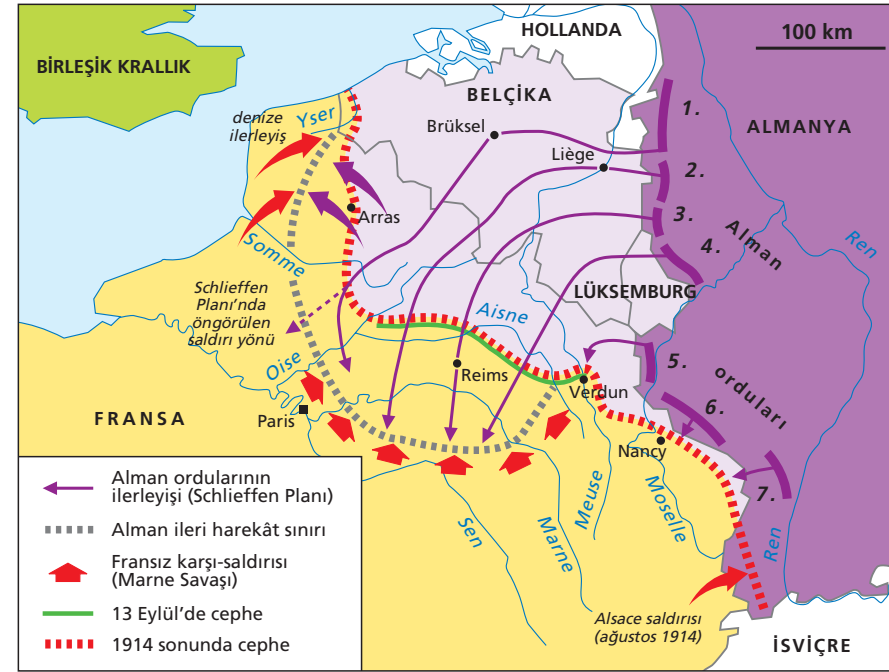 HOLLANDA
100 km
BİRLEŞİK KRALLIK
BELÇİKA
denize
ilerleyiş
Yser
Brüksel
1.
ALMANYA
Liège
2.
3.
Arras
4.
Alman
Ren
Somme
LÜKSEMBURG
Schlieffen
Planı’nda
öngörülen
saldırı yönü
Aisne
Oise
Reims
5.
orduları
Verdun
6.
Paris
FRANSA
Nancy
7.
Meuse
Moselle
Sen
Marne
Ren
Alman ordularının
ilerleyişi (Schlieffen Planı)
Alman ileri harekât sınırı
Fransız karşı-saldırısı
(Marne Savaşı)
13 Eylül’de cephe
1914 sonunda cephe
Alsace saldırısı
(ağustos 1914)
İSVİÇRE